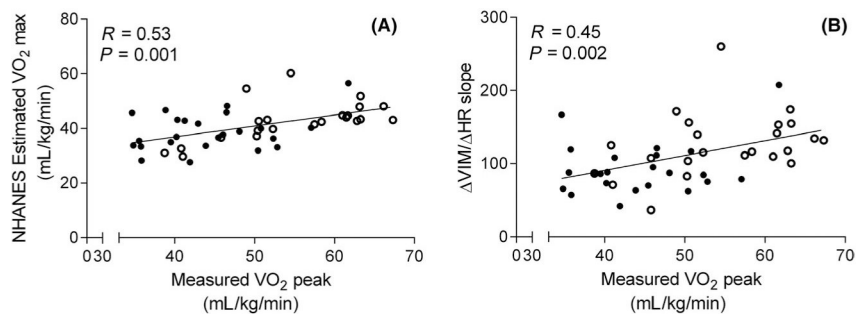 (A)
R = 0.53
P = 0.001
NHANES Estimated VO₂ max
(mL/kg/min)
80
60
40
20
0
0 30 40 50 60 70
Measured VO₂ peak
(mL/kg/min)
(B)
R = 0.45
P = 0.002
ΔVIM/ΔHR slope
300
200
100
0
0 30 40 50 60 70
Measured VO₂ peak
(mL/kg/min)